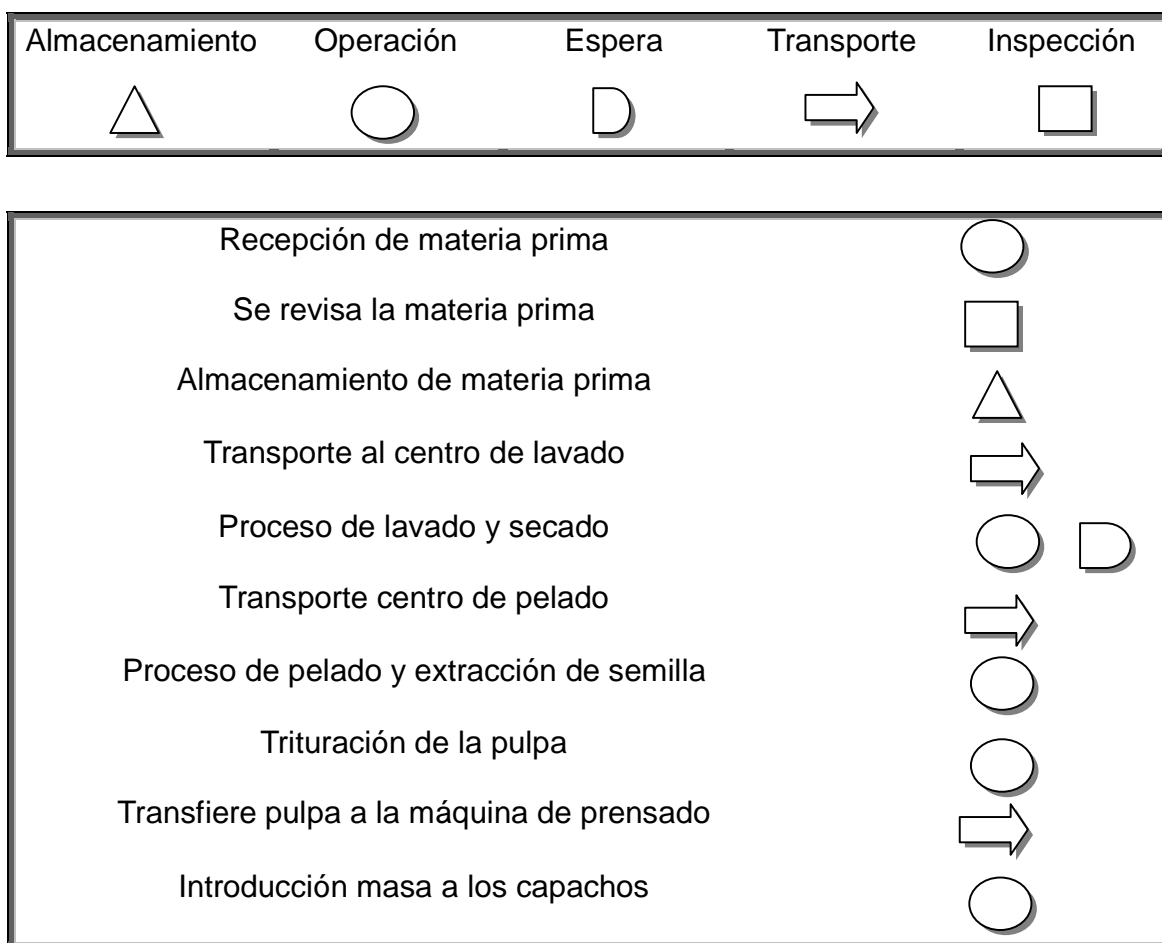 Almacenamiento Operación Espera Transporte Inspección
Recepción de materia prima
Se revisa la materia prima
Almacenamiento de materia prima
Transporte al centro de lavado
Proceso de lavado y secado
Transporte centro de pelado
Proceso de pelado y extracción de semilla
Trituración de la pulpa
Transfiere pulpa a la máquina de prensado
Introducción masa a los capachos